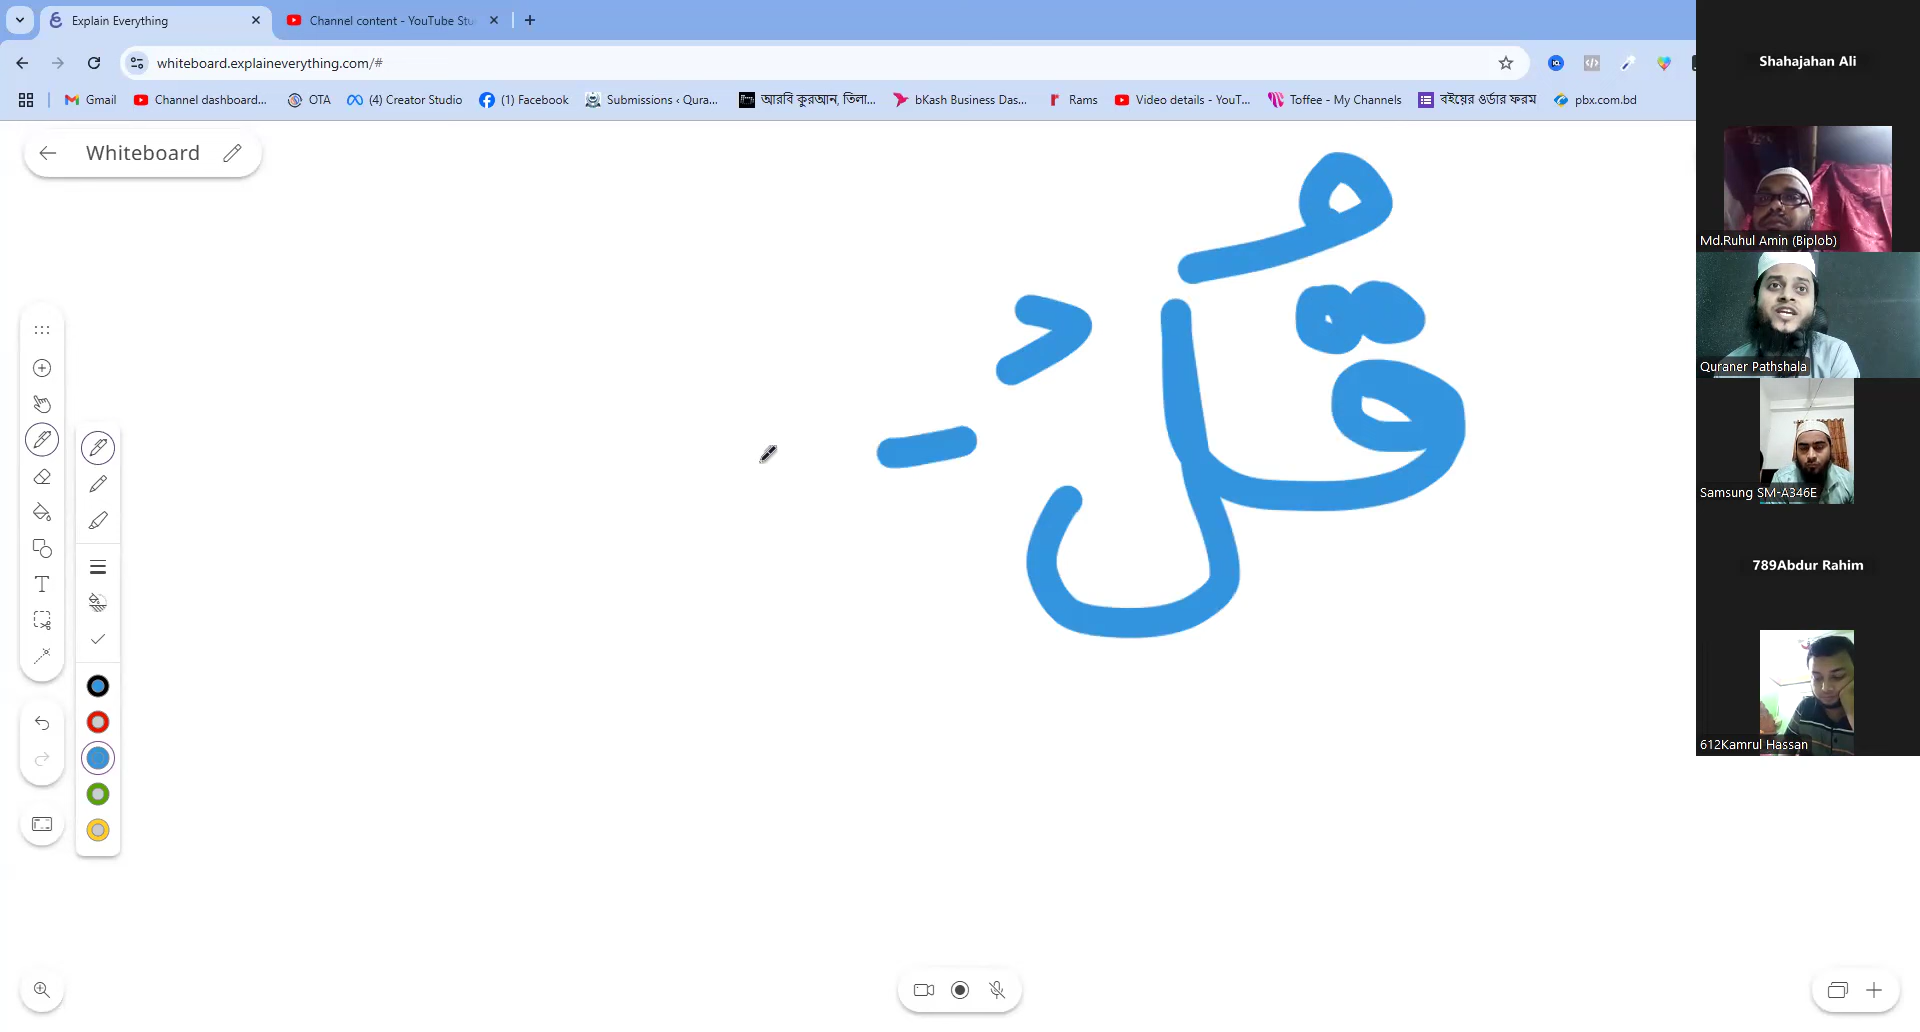 Explain Everything
Channel content - YouTube Stu
whiteboard.explaineverything.com/#
Gmail
Channel dashboard...
OTA
(4) Creator Studio
(1) Facebook
Submissions ‹ Qura...
আরবি কুরআন, তিলা...
bKash Business Das...
Rams
Video details - YouT...
Toffee - My Channels
বইয়ের অর্ডার ফরম
pbx.com.bd
Whiteboard
قُلْ -
T
Shahajahan Ali
Md.Ruhul Amin (Biplob)
Quraner Pathshala
Samsung SM-A346E
789Abdur Rahim
612Kamrul Hassan